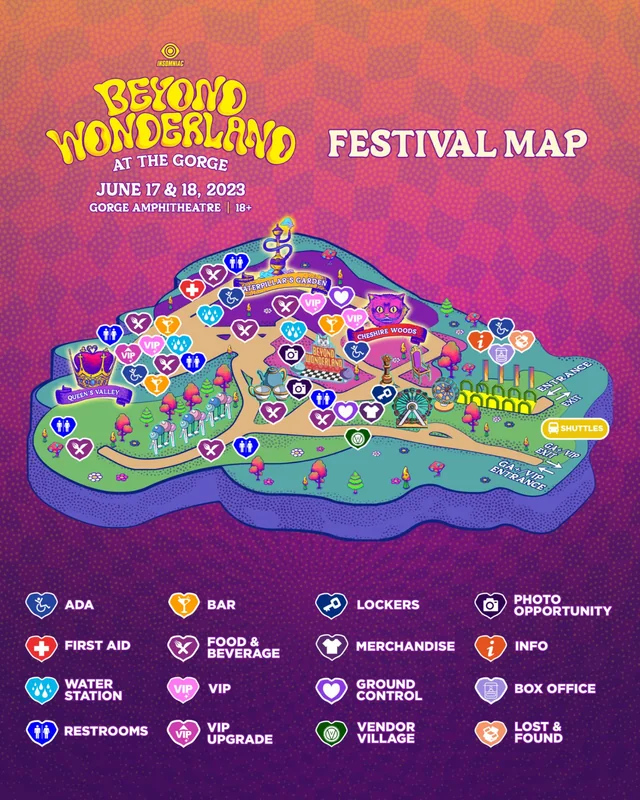 INSOMNIAC
BEYOND
WONDERLAND
AT THE GORGE
JUNE 17 & 18, 2023
GORGE AMPHITHEATRE | 18+
FESTIVAL MAP
CATERPILLAR'S GARDEN
VIP
VIP
CHESHIRE WOODS
VIP
VIP
QUEEN'S VALLEY
BEYOND
WONDERLAND
i
ENTRANCE
EXIT
SHUTTLES
GA+ VIP
EXIT
GA+ VIP
ENTRANCE
ADA
BAR
LOCKERS
PHOTO
OPPORTUNITY
FIRST AID
FOOD &
BEVERAGE
MERCHANDISE
i INFO
WATER
STATION
VIP VIP
GROUND
CONTROL
BOX OFFICE
RESTROOMS
VIP VIP
UPGRADE
VENDOR
VILLAGE
LOST &
FOUND